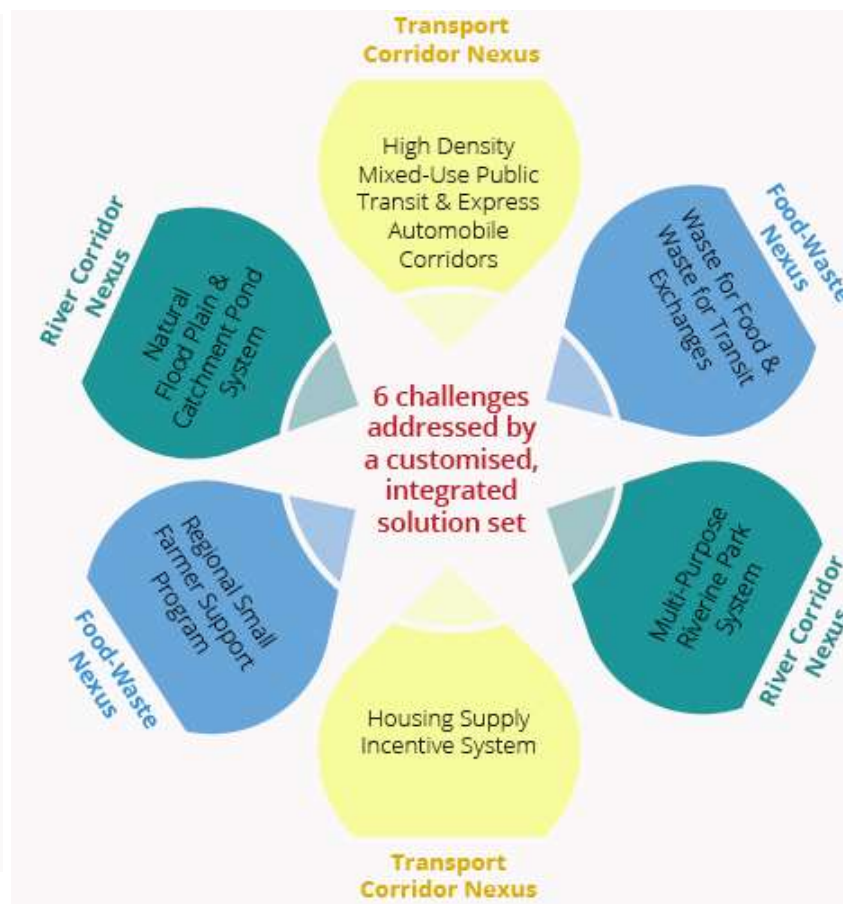 Transport
Corridor Nexus
High Density
Mixed-Use Public
Transit & Express
Automobile
Corridors
River Corridor
Nexus
Natural
Flood Plain &
Catchment Pond
System
Food-Waste
Nexus
Waste for Food &
Waste for Transit
Exchanges
6 challenges
addressed by
a customised,
integrated
solution set
Regional Small
Farmer Support
Program
Food-Waste
Nexus
Multi-Purpose
Riverine Park
System
River Corridor
Nexus
Housing Supply
Incentive System
Transport
Corridor Nexus